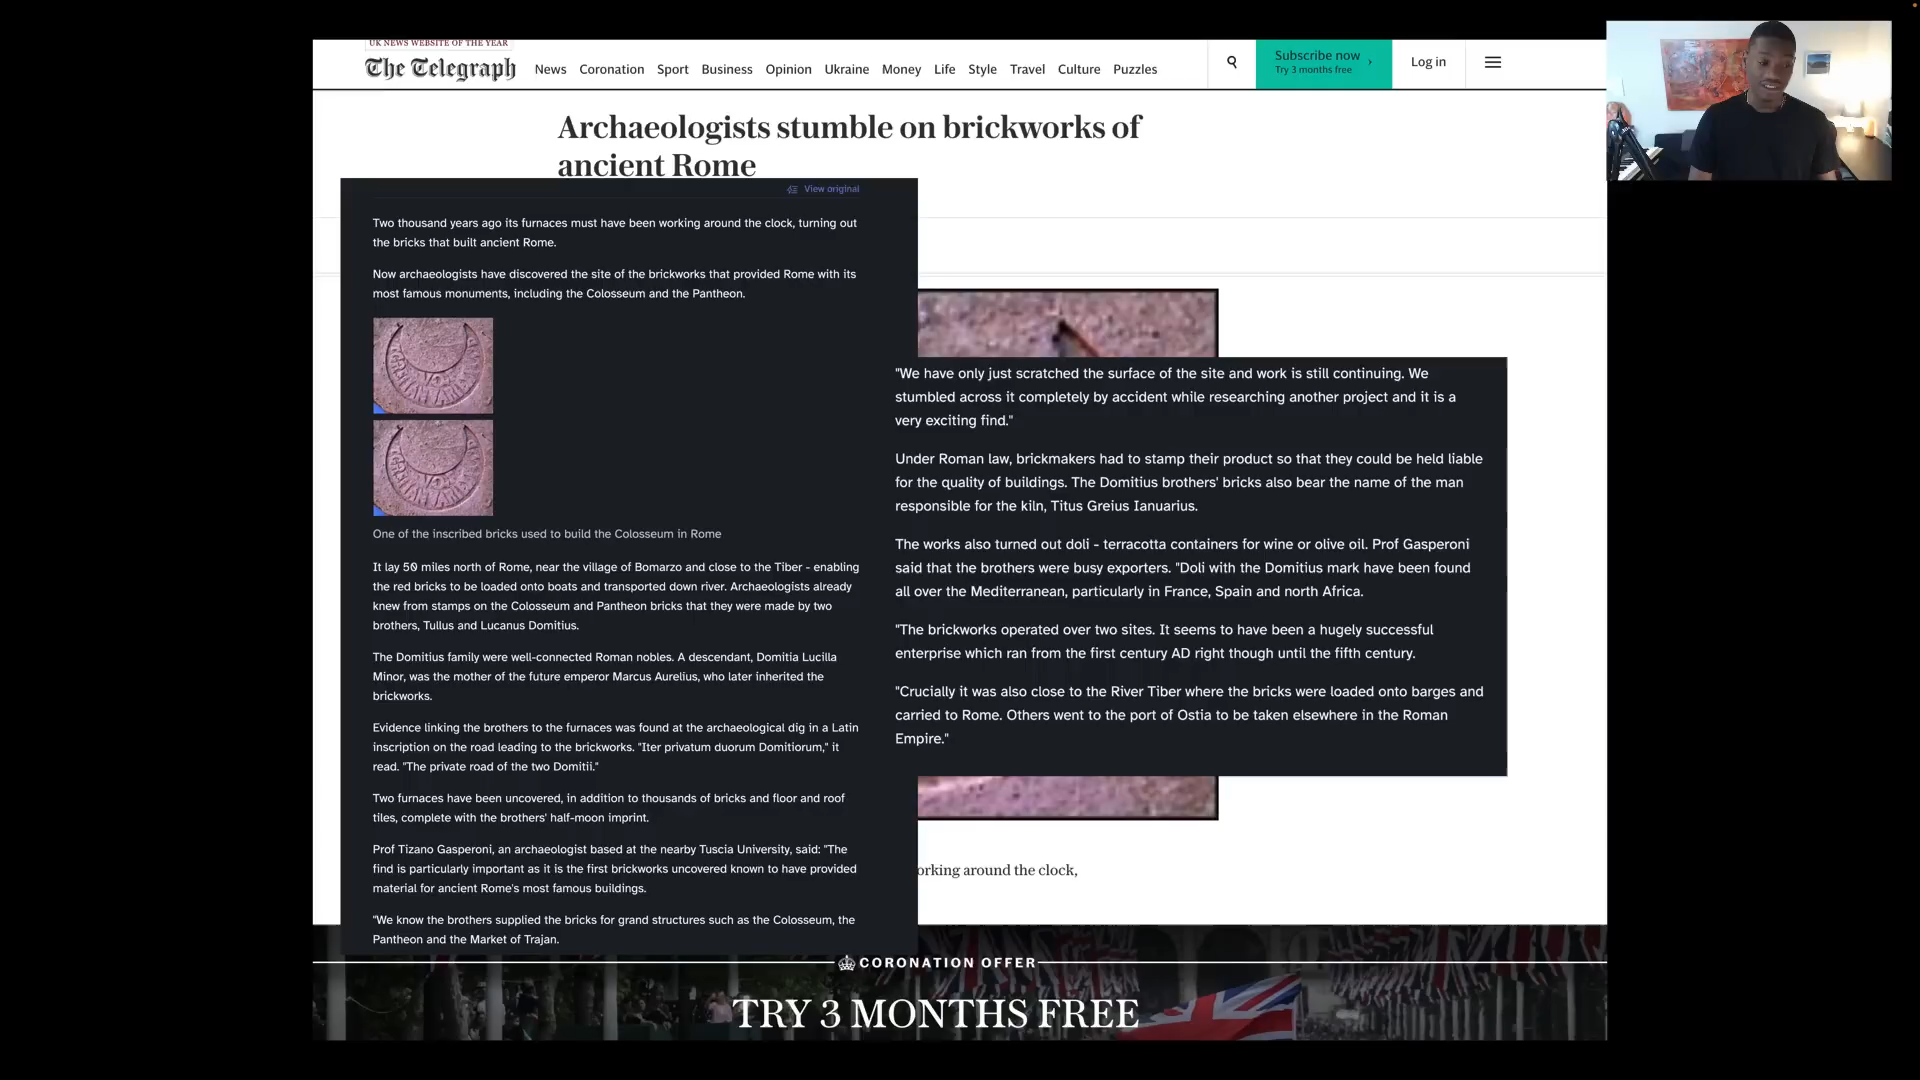 UK NEWS WEBSITE OF THE YEAR
The Telegraph
News Coronation Sport Business Opinion Ukraine Money Life Style Travel Culture Puzzles
Subscribe now
Try 3 months free
Log in
Archaeologists stumble on brickworks of
ancient Rome
View original
Two thousand years ago its furnaces must have been working around the clock, turning out
the bricks that built ancient Rome.
Now archaeologists have discovered the site of the brickworks that provided Rome with its
most famous monuments, including the Colosseum and the Pantheon.
One of the inscribed bricks used to build the Colosseum in Rome
It lay 50 miles north of Rome, near the village of Bomarzo and close to the Tiber - enabling
the red bricks to be loaded onto boats and transported down river. Archaeologists already
knew from stamps on the Colosseum and Pantheon bricks that they were made by two
brothers, Tullus and Lucanus Domitius.
The Domitius family were well-connected Roman nobles. A descendant, Domitia Lucilla
Minor, was the mother of the future emperor Marcus Aurelius, who later inherited the
brickworks.
Evidence linking the brothers to the furnaces was found at the archaeological dig in a Latin
inscription on the road leading to the brickworks. "Iter privatum duorum Domitiorum," it
read. "The private road of the two Domitii."
Two furnaces have been uncovered, in addition to thousands of bricks and floor and roof
tiles, complete with the brothers' half-moon imprint.
Prof Tizano Gasperoni, an archaeologist based at the nearby Tuscia University, said: "The
find is particularly important as it is the first brickworks uncovered known to have provided
material for ancient Rome's most famous buildings.
"We know the brothers supplied the bricks for grand structures such as the Colosseum, the
Pantheon and the Market of Trajan.
"We have only just scratched the surface of the site and work is still continuing. We
stumbled across it completely by accident while researching another project and it is a
very exciting find."
Under Roman law, brickmakers had to stamp their product so that they could be held liable
for the quality of buildings. The Domitius brothers' bricks also bear the name of the man
responsible for the kiln, Titus Greius Ianuarius.
The works also turned out doli - terracotta containers for wine or olive oil. Prof Gasperoni
said that the brothers were busy exporters. "Doli with the Domitius mark have been found
all over the Mediterranean, particularly in France, Spain and north Africa.
"The brickworks operated over two sites. It seems to have been a hugely successful
enterprise which ran from the first century AD right though until the fifth century.
"Crucially it was also close to the River Tiber where the bricks were loaded onto barges and
carried to Rome. Others went to the port of Ostia to be taken elsewhere in the Roman
Empire."
orking around the clock,
CORONATION OFFER
TRY 3 MONTHS FREE